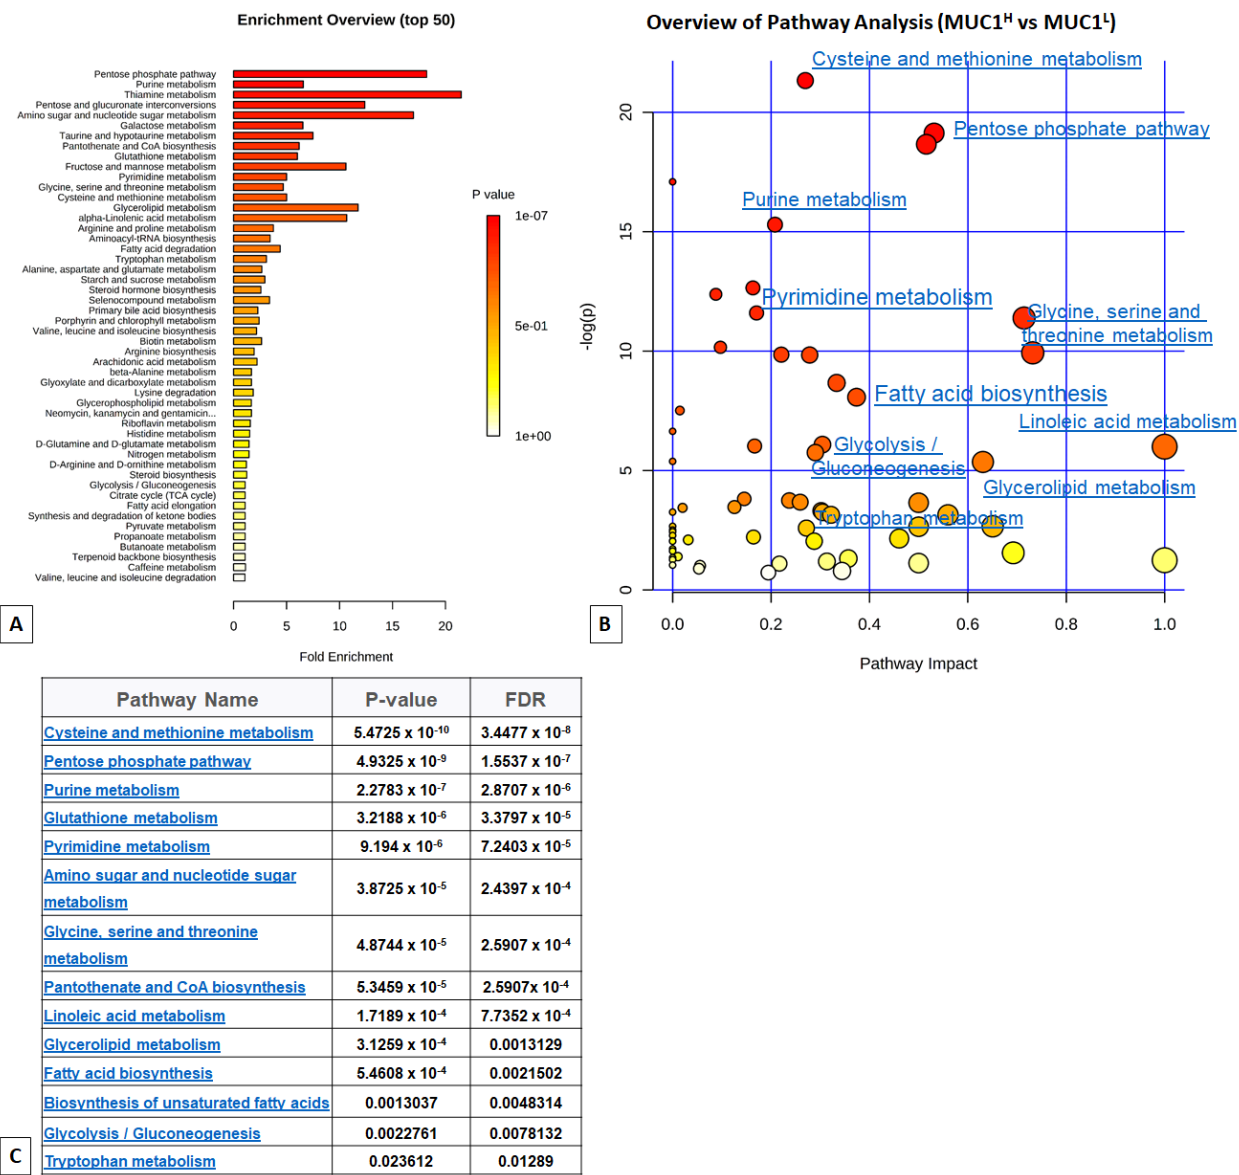 Enrichment Overview (top 50)
Pentose phosphate pathway
Purine metabolism
Thiamine metabolism
Pentose and glucuronate interconversions
Amino sugar and nucleotide sugar metabolism
Galactose metabolism
Taurine and hypotaurine metabolism
Pantothenate and CoA biosynthesis
Glutathione metabolism
Fructose and mannose metabolism
Pyrimidine metabolism
Glycine, serine and threonine metabolism
Cysteine and methionine metabolism
Glycerolipid metabolism
alpha-Linolenic acid metabolism
Arginine and proline metabolism
Aminoacyl-tRNA biosynthesis
Fatty acid degradation
Tryptophan metabolism
Alanine, aspartate and glutamate metabolism
Starch and sucrose metabolism
Steroid hormone biosynthesis
Selenocompound metabolism
Primary bile acid biosynthesis
Porphyrin and chlorophyll metabolism
Valine, leucine and isoleucine biosynthesis
Biotin metabolism
Arginine biosynthesis
Arachidonic acid metabolism
beta-Alanine metabolism
Glyoxylate and dicarboxylate metabolism
Lysine degradation
Glycerophospholipid metabolism
Neomycin, kanamycin and gentamicin...
Riboflavin metabolism
Histidine metabolism
D-Glutamine and D-glutamate metabolism
Nitrogen metabolism
D-Arginine and D-ornithine metabolism
Steroid biosynthesis
Glycolysis / Gluconeogenesis
Citrate cycle (TCA cycle)
Fatty acid elongation
Synthesis and degradation of ketone bodies
Pyruvate metabolism
Propanoate metabolism
Butanoate metabolism
Terpenoid backbone biosynthesis
Caffeine metabolism
Valine, leucine and isoleucine degradation
0 5 10 15 20
Fold Enrichment
P value
1e-07
5e-01
1e+00
A
Overview of Pathway Analysis (MUC1ᴴ vs MUC1ᴸ)
Cysteine and methionine metabolism
Pentose phosphate pathway
Purine metabolism
Pyrimidine metabolism
Glycine, serine and
threonine metabolism
Fatty acid biosynthesis
Linoleic acid metabolism
Glycolysis /
Gluconeogenesis
Glycerolipid metabolism
Tryptophan metabolism
-log(p)
20
15
10
5
0
0.0 0.2 0.4 0.6 0.8 1.0
Pathway Impact
B
Pathway Name P-value FDR
Cysteine and methionine metabolism 5.4725 x 10⁻¹⁰ 3.4477 x 10⁻⁸
Pentose phosphate pathway 4.9325 x 10⁻⁹ 1.5537 x 10⁻⁷
Purine metabolism 2.2783 x 10⁻⁷ 2.8707 x 10⁻⁶
Glutathione metabolism 3.2188 x 10⁻⁶ 3.3797 x 10⁻⁵
Pyrimidine metabolism 9.194 x 10⁻⁶ 7.2403 x 10⁻⁵
Amino sugar and nucleotide sugar
metabolism 3.8725 x 10⁻⁵ 2.4397 x 10⁻⁴
Glycine, serine and threonine
metabolism 4.8744 x 10⁻⁵ 2.5907 x 10⁻⁴
Pantothenate and CoA biosynthesis 5.3459 x 10⁻⁵ 2.5907x 10⁻⁴
Linoleic acid metabolism 1.7189 x 10⁻⁴ 7.7352 x 10⁻⁴
Glycerolipid metabolism 3.1259 x 10⁻⁴ 0.0013129
Fatty acid biosynthesis 5.4608 x 10⁻⁴ 0.0021502
Biosynthesis of unsaturated fatty acids 0.0013037 0.0048314
Glycolysis / Gluconeogenesis 0.0022761 0.0078132
Tryptophan metabolism 0.023612 0.01289
C